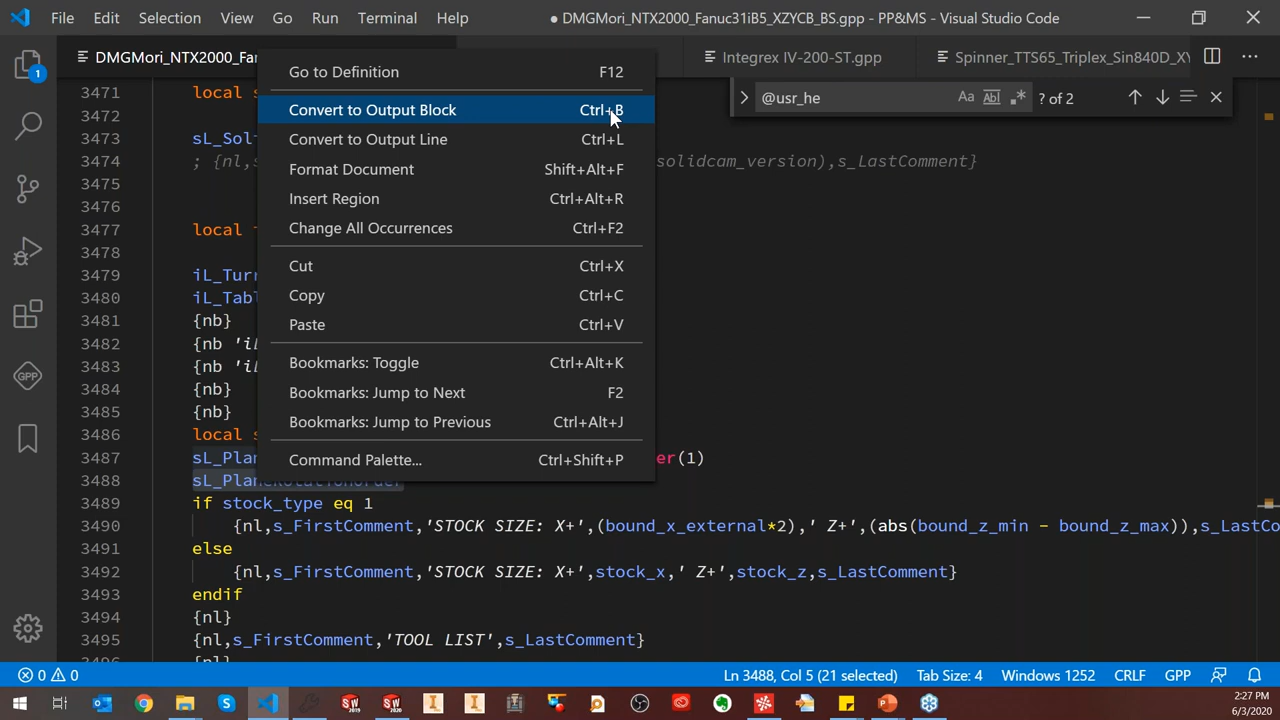 File Edit Selection View Go Run Terminal Help ● DMGMori_NTX2000_Fanuc31iB5_XZYCB_BS.gpp - PP&MS - Visual Studio Code
DMGMori_NTX2000_Fa Integrex IV-200-ST.gpp Spinner_TTS65_Triplex_Sin840D_XY
@usr_he Aa Abl .* ? of 2
1
Go to Definition F12
Convert to Output Block Ctrl+B
Convert to Output Line Ctrl+L
Format Document Shift+Alt+F
Insert Region Ctrl+Alt+R
Change All Occurrences Ctrl+F2
Cut Ctrl+X
Copy Ctrl+C
Paste Ctrl+V
Bookmarks: Toggle Ctrl+Alt+K
Bookmarks: Jump to Next F2
Bookmarks: Jump to Previous Ctrl+Alt+J
Command Palette... Ctrl+Shift+P
GPP
3471 local s
3472
3473 sL_Sol
3474 ; {nl,s solidcam_version),s_LastComment}
3475
3476
3477 local
3478
3479 iL_Tur
3480 iL_Tab
3481 {nb}
3482 {nb 'i
3483 {nb 'i
3484 {nb}
3485 {nb}
3486 local s
3487 sL_Plan er(1)
3488 sL_PlaneRotationOrder
3489 if stock_type eq 1
3490 {nl,s_FirstComment,'STOCK SIZE: X+',(bound_x_external*2),' Z+',(abs(bound_z_min - bound_z_max)),s_LastCo
3491 else
3492 {nl,s_FirstComment,'STOCK SIZE: X+',stock_x,' Z+',stock_z,s_LastComment}
3493 endif
3494 {nl}
3495 {nl,s_FirstComment,'TOOL LIST',s_LastComment}
0 0 Ln 3488, Col 5 (21 selected) Tab Size: 4 Windows 1252 CRLF GPP
2:27 PM
6/3/2020